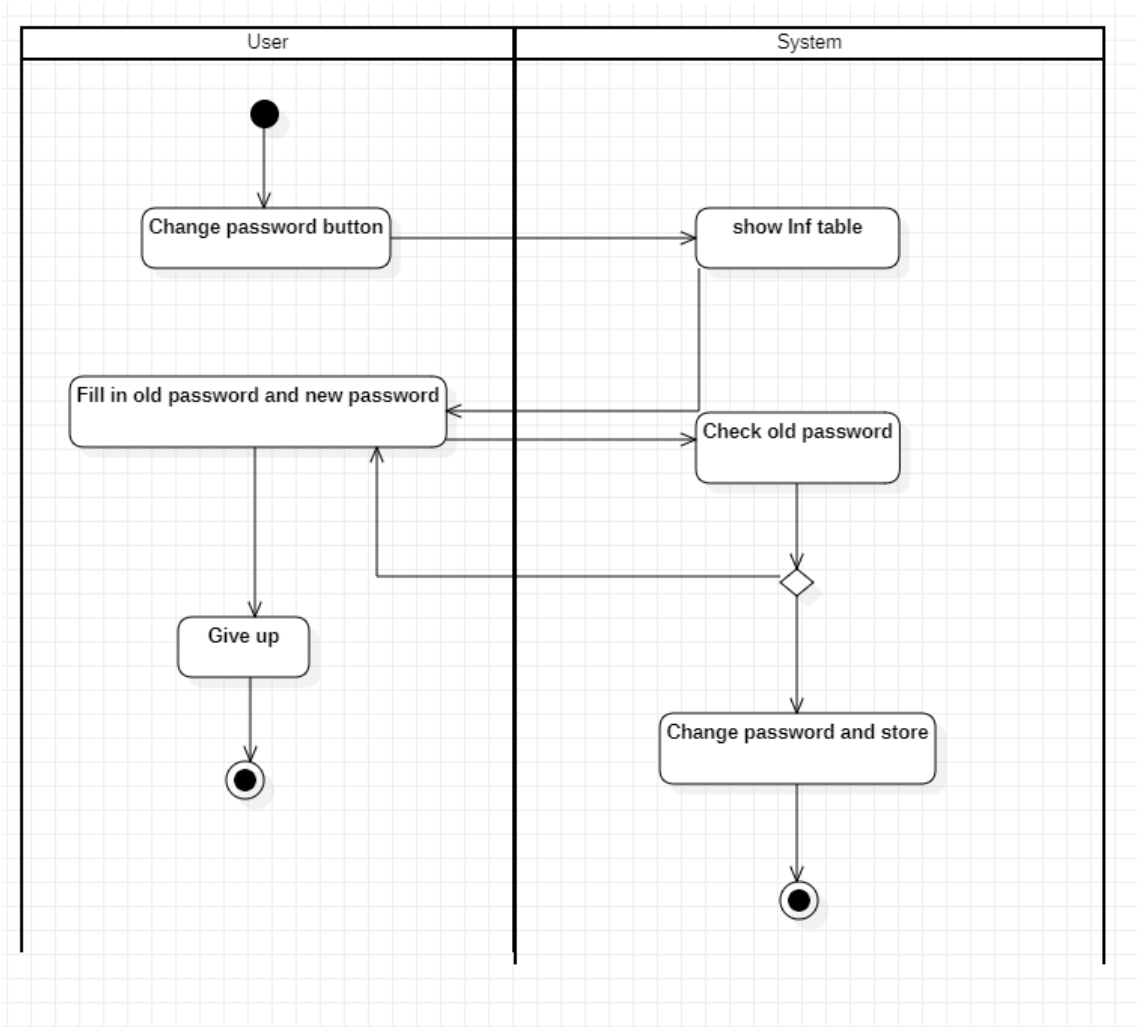 User
System
Change password button
show Inf table
Fill in old password and new password
Check old password
Give up
Change password and store